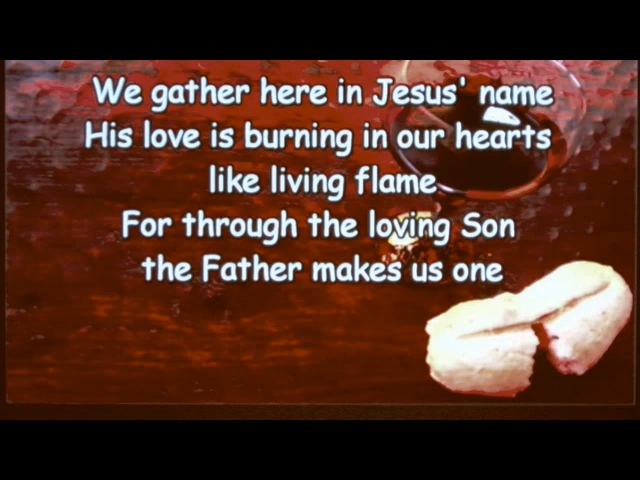 We gather here in Jesus' name
His love is burning in our hearts
like living flame
For through the loving Son
the Father makes us one